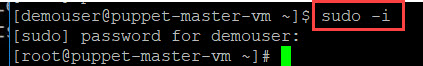 [demouser@puppet-master-vm ~]$ sudo -i
[sudo] password for demouser:
[root@puppet-master-vm ~]#